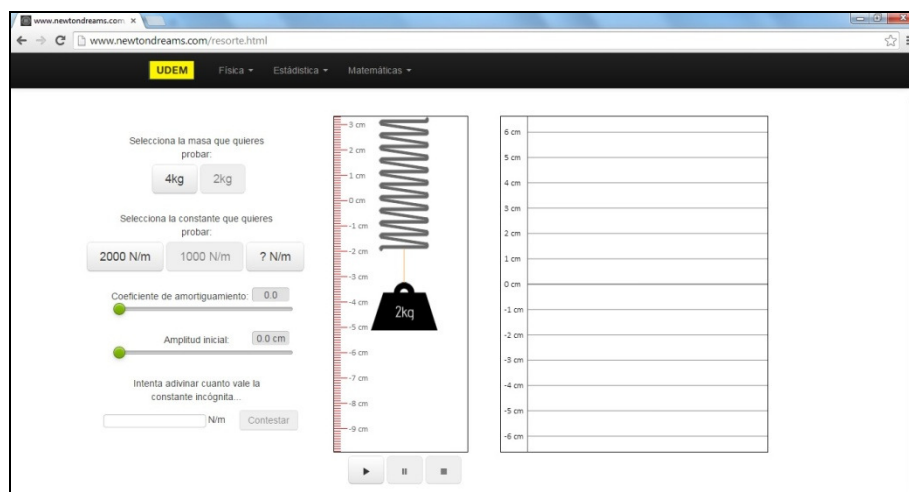 www.newtondreams.com
www.newtondreams.com/resorte.html
UDEM Física Estádistica Matemáticas
Selecciona la masa que quieres
probar:
4kg 2kg
Selecciona la constante que quieres
probar:
2000 N/m 1000 N/m ? N/m
Coeficiente de amortiguamiento: 0.0
Amplitud inicial: 0.0 cm
Intenta adivinar cuanto vale la
constante incógnita...
N/m Contestar
3 cm
2 cm
1 cm
0 cm
-1 cm
-2 cm
-3 cm
-4 cm
-5 cm
-6 cm
-7 cm
-8 cm
-9 cm
2kg
6 cm
5 cm
4 cm
3 cm
2 cm
1 cm
0 cm
-1 cm
-2 cm
-3 cm
-4 cm
-5 cm
-6 cm